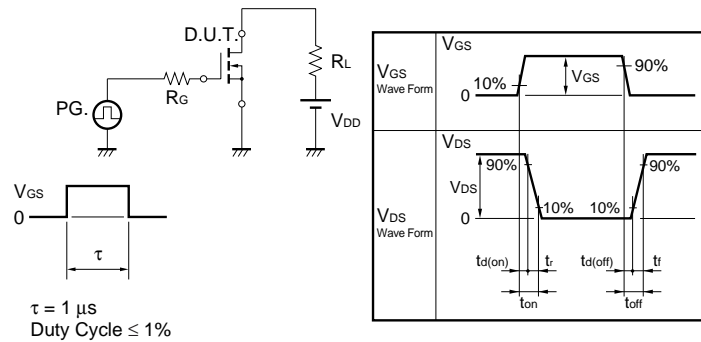 D.U.T.
RL
RG
PG.
VDD
VGS
0
τ
τ = 1 μs
Duty Cycle ≤ 1%
VGS
Wave Form
VGS
10%
0
VGS
90%
VDS
Wave Form
VDS
90%
VDS
0
10%
10%
90%
td(on)
tr
td(off)
tf
ton
toff